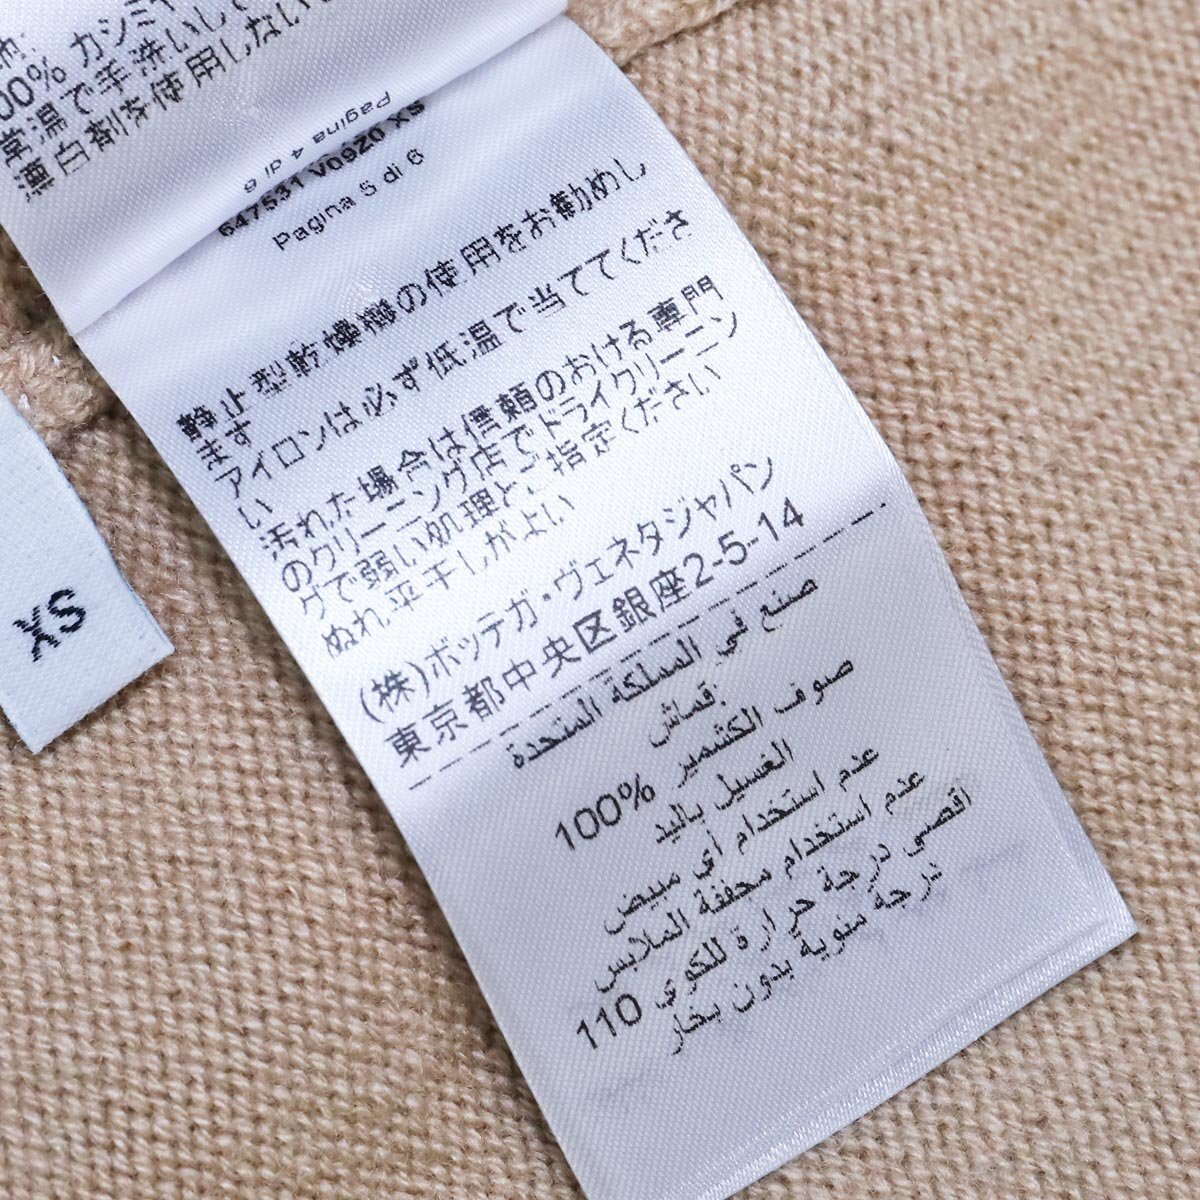 100% カシミヤ
常温で手洗いして
漂白剤を使用しない
Pagina 4 di 6
647531 V09Z0 XS
Pagina 5 di 6
静止型乾燥機の使用をお勧めし
ます
アイロンは必ず低温で当ててくださ
い
汚れた場合は信頼のおける専門
のクリーニング店でドライクリーニン
グで弱い処理とご指定ください
ぬれ平干しがよい
(株)ボッテガ・ヴェネタジャパン
東京都中央区銀座2-5-14
صنع في المملكة المتحدة
قماش:
100% صوف الكشمير
الغسيل باليد
عدم استخدام أي مبيض
عدم استخدام مجففة الملابس
اقصى درجة حرارة للكوي 110
درجة مئوية بدون بخار
XS